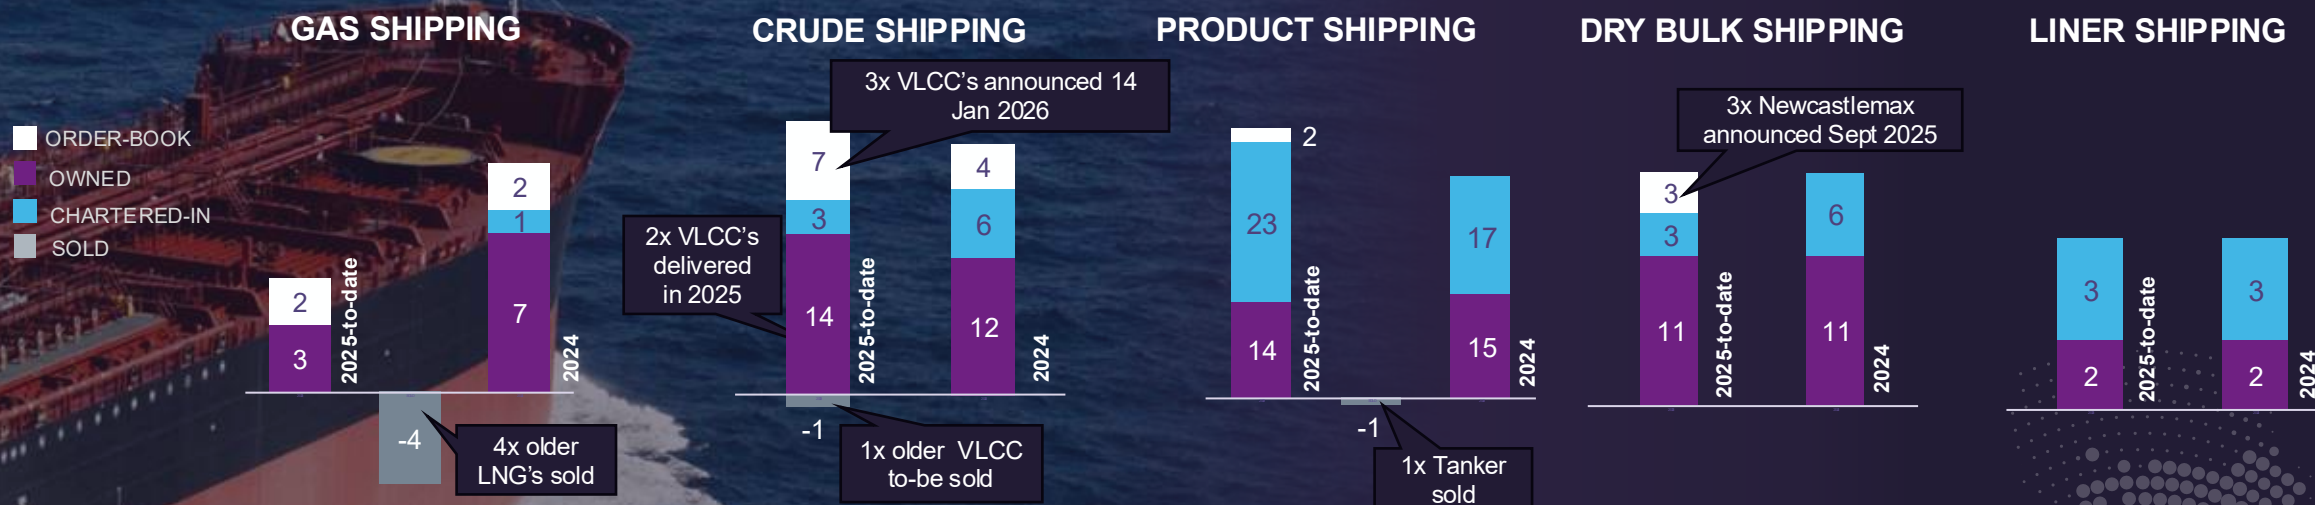 GAS SHIPPING
CRUDE SHIPPING
PRODUCT SHIPPING
DRY BULK SHIPPING
LINER SHIPPING
ORDER-BOOK
OWNED
CHARTERED-IN
SOLD
2
3
2025-to-date
-4
4x older
LNG's sold
2
1
7
2024
3x VLCC's announced 14
Jan 2026
2x VLCC's
delivered
in 2025
7
3
14
2025-to-date
-1
1x older VLCC
to-be sold
4
6
12
2024
2
23
14
2025-to-date
-1
1x Tanker
sold
17
15
2024
3x Newcastlemax
announced Sept 2025
3
3
11
2025-to-date
6
11
2024
3
2
2025-to-date
3
2
2024